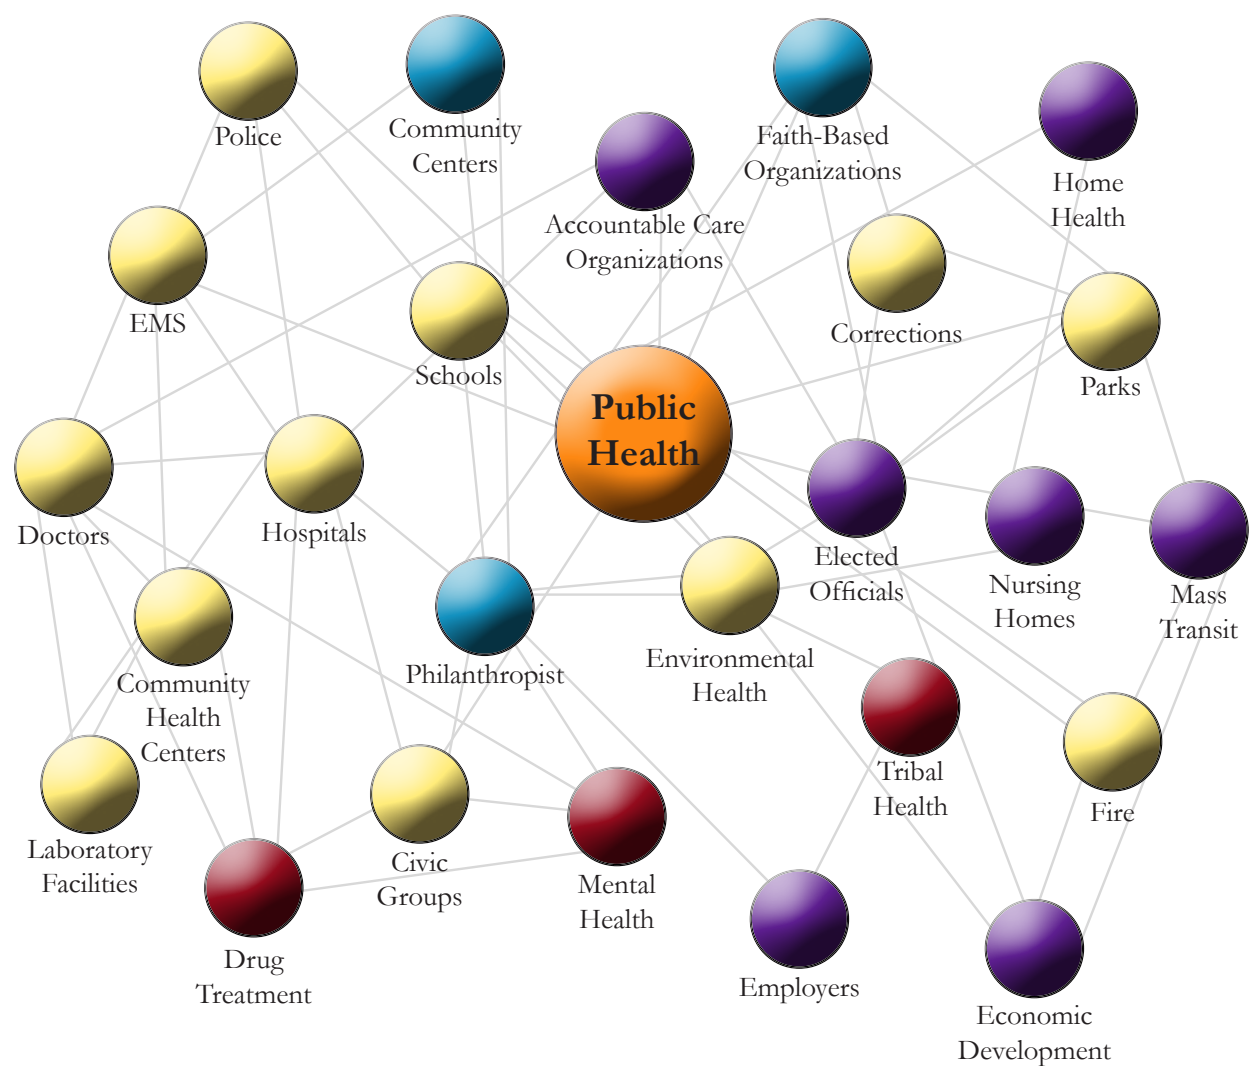 Police
Community
Centers
Faith-Based
Organizations
Home
Health
Accountable Care
Organizations
EMS
Schools
Corrections
Parks
Public
Health
Doctors
Hospitals
Elected
Officials
Nursing
Homes
Mass
Transit
Community
Health
Centers
Philanthropist
Environmental
Health
Tribal
Health
Fire
Laboratory
Facilities
Civic
Groups
Mental
Health
Drug
Treatment
Employers
Economic
Development